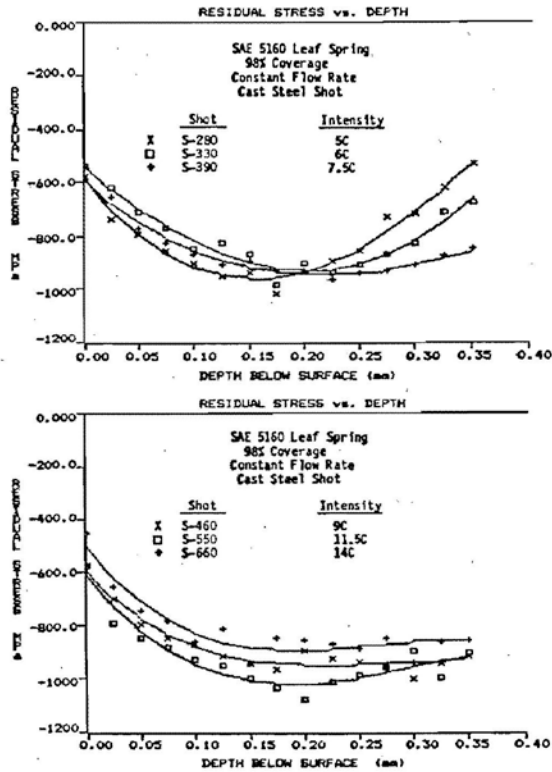 RESIDUAL STRESS vs. DEPTH
0.000
-200.0
-400.0
-600.0
-800.0
-1000
-1200
RESIDUAL STRESS MPa
SAE 5160 Leaf Spring
98% Coverage
Constant Flow Rate
Cast Steel Shot
Shot Intensity
x S-280 5C
□ S-330 6C
+ S-390 7.5C
0.00 0.05 0.10 0.15 0.20 0.25 0.30 0.35 0.40
DEPTH BELOW SURFACE (mm)
RESIDUAL STRESS vs. DEPTH
0.000
-200.0
-400.0
-600.0
-800.0
-1000
-1200
RESIDUAL STRESS MPa
SAE 5160 Leaf Spring
98% Coverage
Constant Flow Rate
Cast Steel Shot
Shot Intensity
x S-460 9C
□ S-550 11.5C
+ S-660 14C
0.00 0.05 0.10 0.15 0.20 0.25 0.30 0.35 0.40
DEPTH BELOW SURFACE (mm)